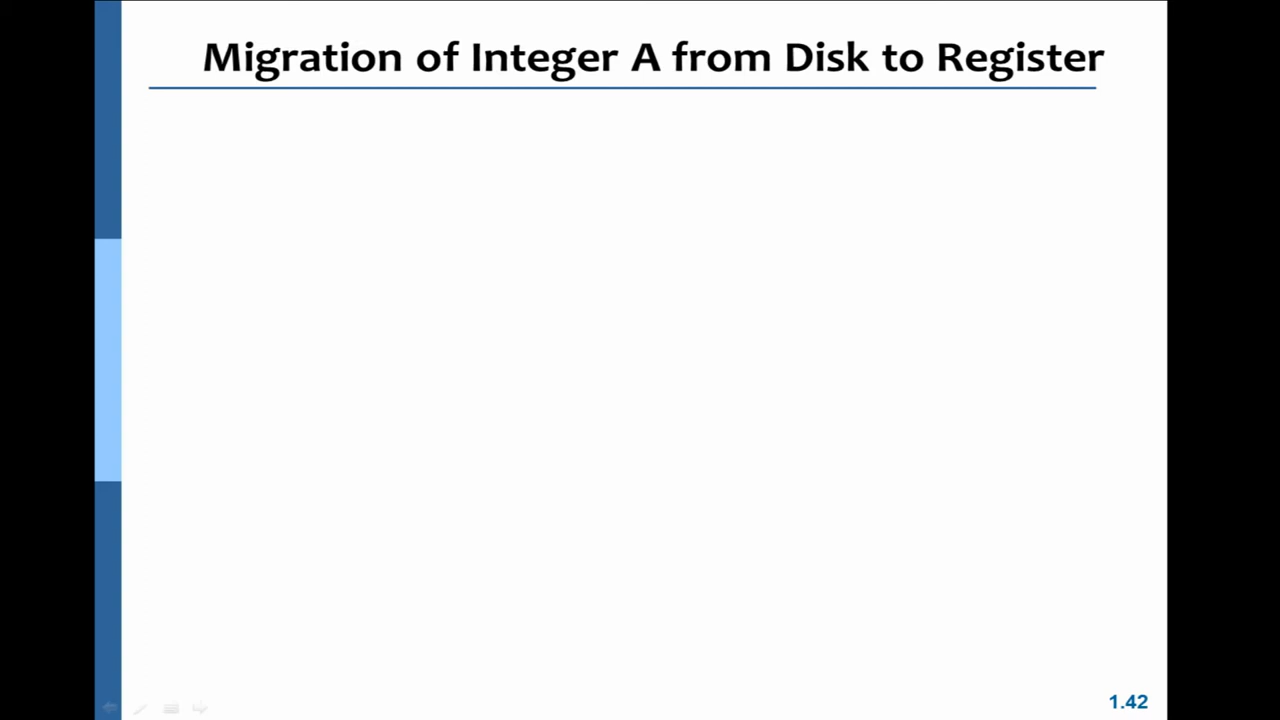 Migration of Integer A from Disk to Register
1.42